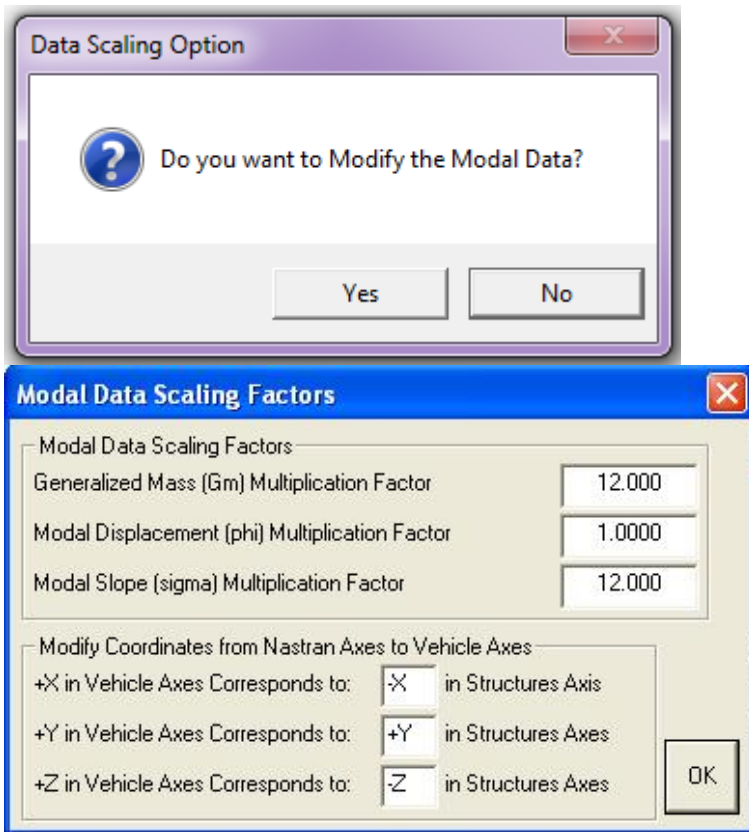 Data Scaling Option
Do you want to Modify the Modal Data?
Yes No
Modal Data Scaling Factors
Modal Data Scaling Factors
Generalized Mass (Gm) Multiplication Factor 12.000
Modal Displacement (phi) Multiplication Factor 1.0000
Modal Slope (sigma) Multiplication Factor 12.000
Modify Coordinates from Nastran Axes to Vehicle Axes
+X in Vehicle Axes Corresponds to: -X in Structures Axis
+Y in Vehicle Axes Corresponds to: +Y in Structures Axes
+Z in Vehicle Axes Corresponds to: -Z in Structures Axes
OK